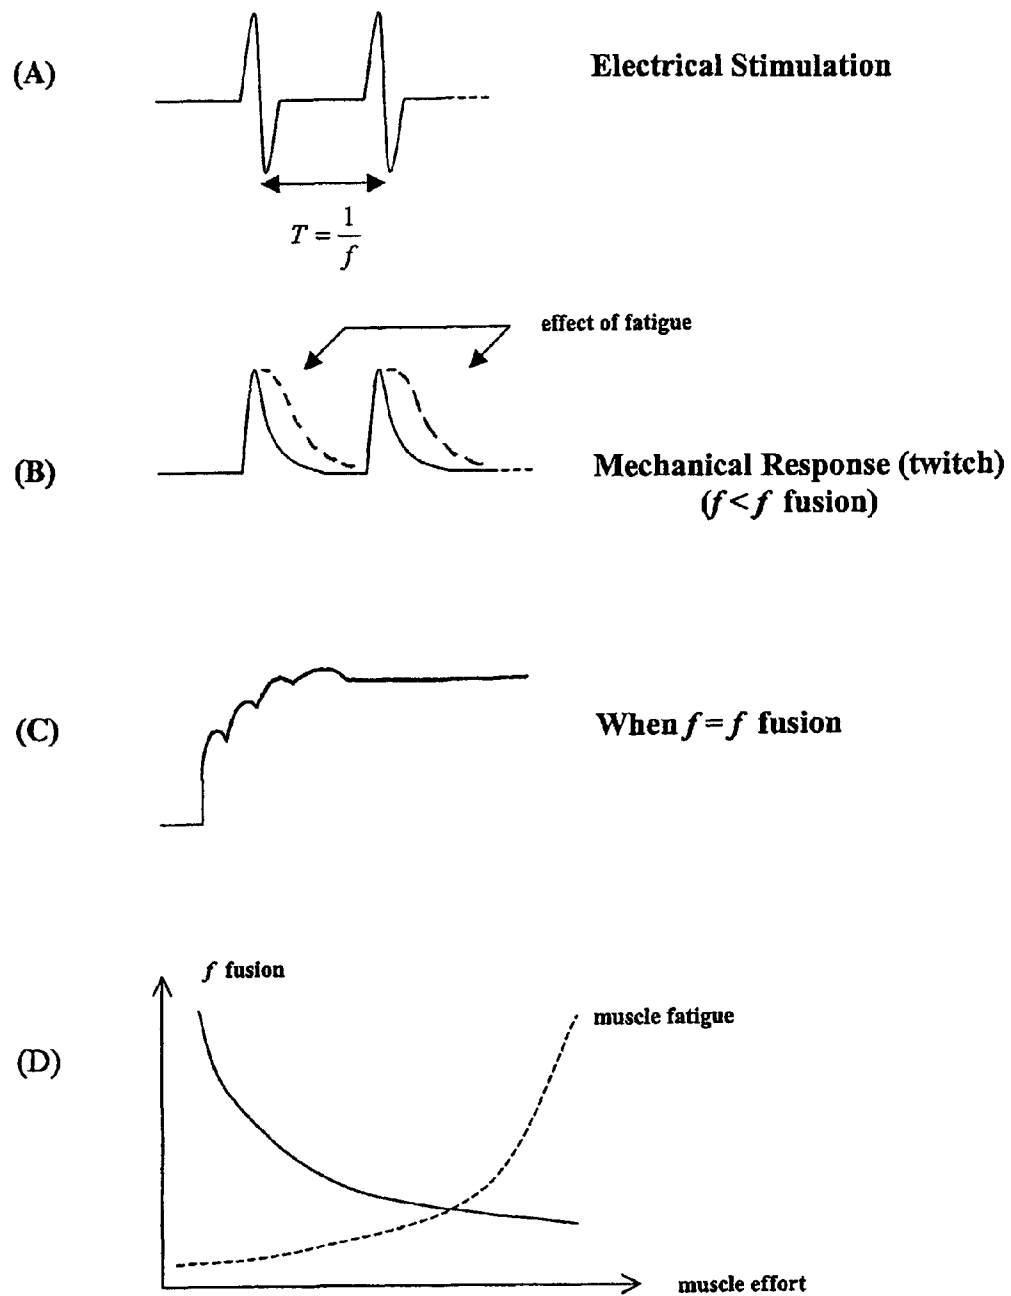 (A)
Electrical Stimulation
T = 1/f
effect of fatigue
(B)
Mechanical Response (twitch)
(f < f fusion)
(C)
When f = f fusion
f fusion
(D)
muscle fatigue
muscle effort